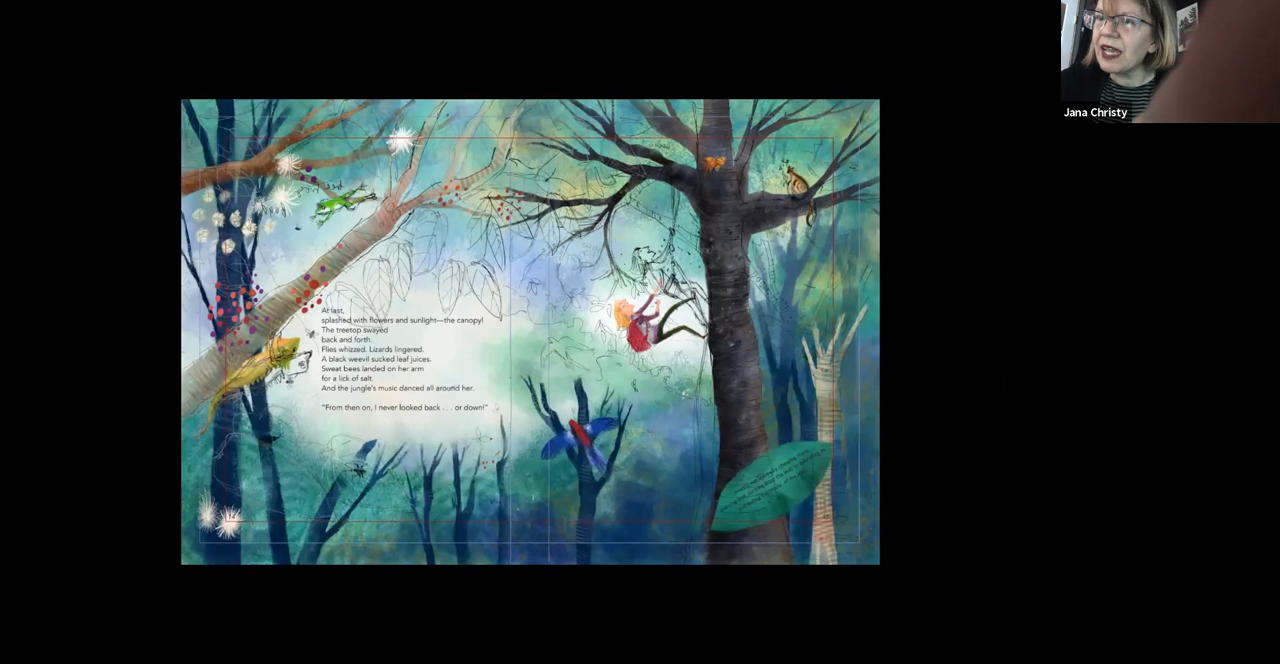 At last,
splashed with flowers and sunlight—the canopy!
The treetop swayed
back and forth.
Flies whizzed. Lizards lingered.
A black weevil sucked leaf juices.
Sweat bees landed on her arm
for a lick of salt.
And the jungle's music danced all around her.
"From then on, I never looked back . . . or down!"
Jana Christy